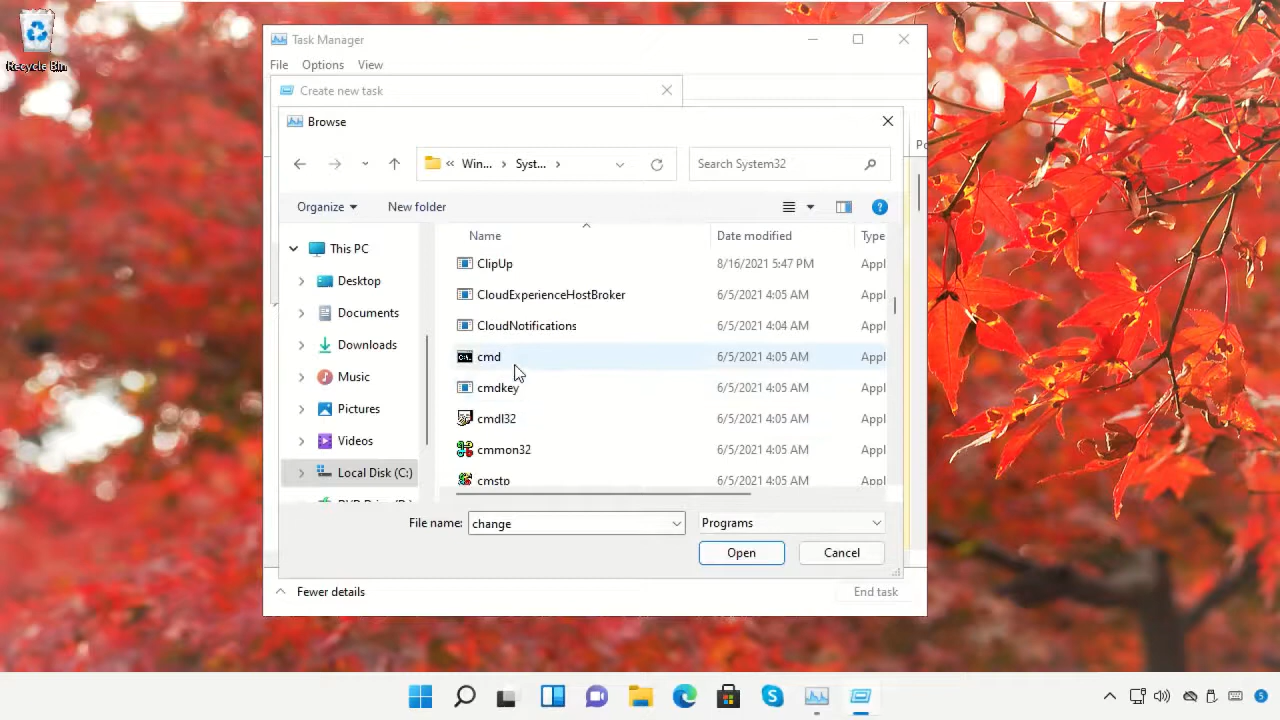 Recycle Bin
Task Manager
File Options View
Create new task
Browse
« Win... › Syst... ›
Search System32
Organize
New folder
Name Date modified Type
This PC
Desktop
Documents
Downloads
Music
Pictures
Videos
Local Disk (C:)
ClipUp 8/16/2021 5:47 PM Appl
CloudExperienceHostBroker 6/5/2021 4:05 AM Appl
CloudNotifications 6/5/2021 4:04 AM Appl
cmd 6/5/2021 4:05 AM Appl
cmdkey 6/5/2021 4:05 AM Appl
cmdl32 6/5/2021 4:05 AM Appl
cmmon32 6/5/2021 4:05 AM Appl
cmstp 6/5/2021 4:05 AM Appl
File name: change
Programs
Open Cancel
Fewer details
End task
5